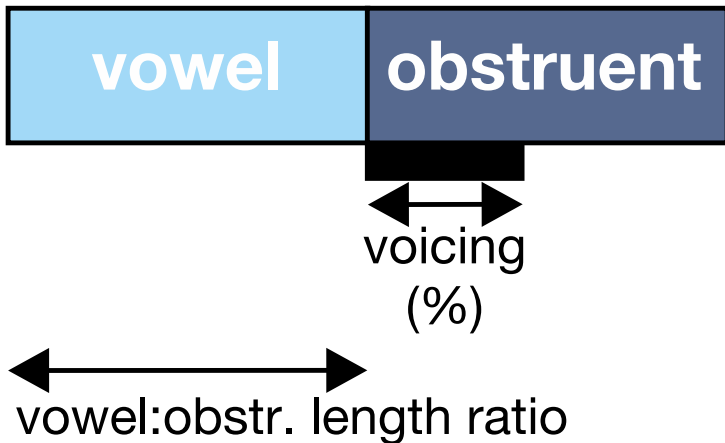 vowel obstruent
voicing
(%)
vowel:obstr. length ratio